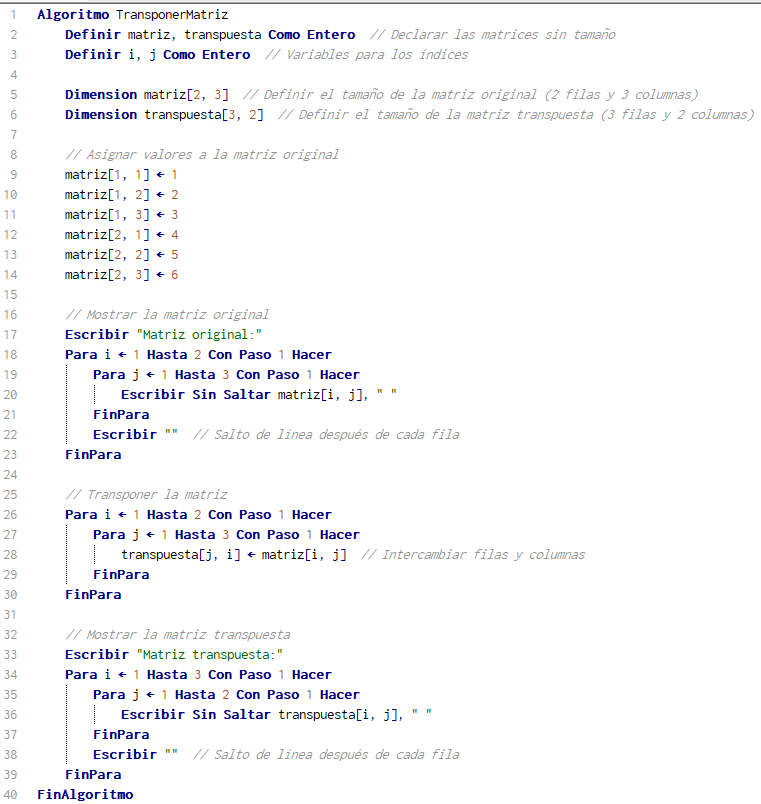 1 Algoritmo TransponerMatriz
2 Definir matriz, transpuesta Como Entero // Declarar las matrices sin tamaño
3 Definir i, j Como Entero // Variables para los índices
4
5 Dimension matriz[2, 3] // Definir el tamaño de la matriz original (2 filas y 3 columnas)
6 Dimension transpuesta[3, 2] // Definir el tamaño de la matriz transpuesta (3 filas y 2 columnas)
7
8 // Asignar valores a la matriz original
9 matriz[1, 1] ← 1
10 matriz[1, 2] ← 2
11 matriz[1, 3] ← 3
12 matriz[2, 1] ← 4
13 matriz[2, 2] ← 5
14 matriz[2, 3] ← 6
15
16 // Mostrar la matriz original
17 Escribir "Matriz original:"
18 Para i ← 1 Hasta 2 Con Paso 1 Hacer
19 Para j ← 1 Hasta 3 Con Paso 1 Hacer
20 Escribir Sin Saltar matriz[i, j], " "
21 FinPara
22 Escribir "" // Salto de línea después de cada fila
23 FinPara
24
25 // Transponer la matriz
26 Para i ← 1 Hasta 2 Con Paso 1 Hacer
27 Para j ← 1 Hasta 3 Con Paso 1 Hacer
28 transpuesta[j, i] ← matriz[i, j] // Intercambiar filas y columnas
29 FinPara
30 FinPara
31
32 // Mostrar la matriz transpuesta
33 Escribir "Matriz transpuesta:"
34 Para i ← 1 Hasta 3 Con Paso 1 Hacer
35 Para j ← 1 Hasta 2 Con Paso 1 Hacer
36 Escribir Sin Saltar transpuesta[i, j], " "
37 FinPara
38 Escribir "" // Salto de línea después de cada fila
39 FinPara
40 FinAlgoritmo